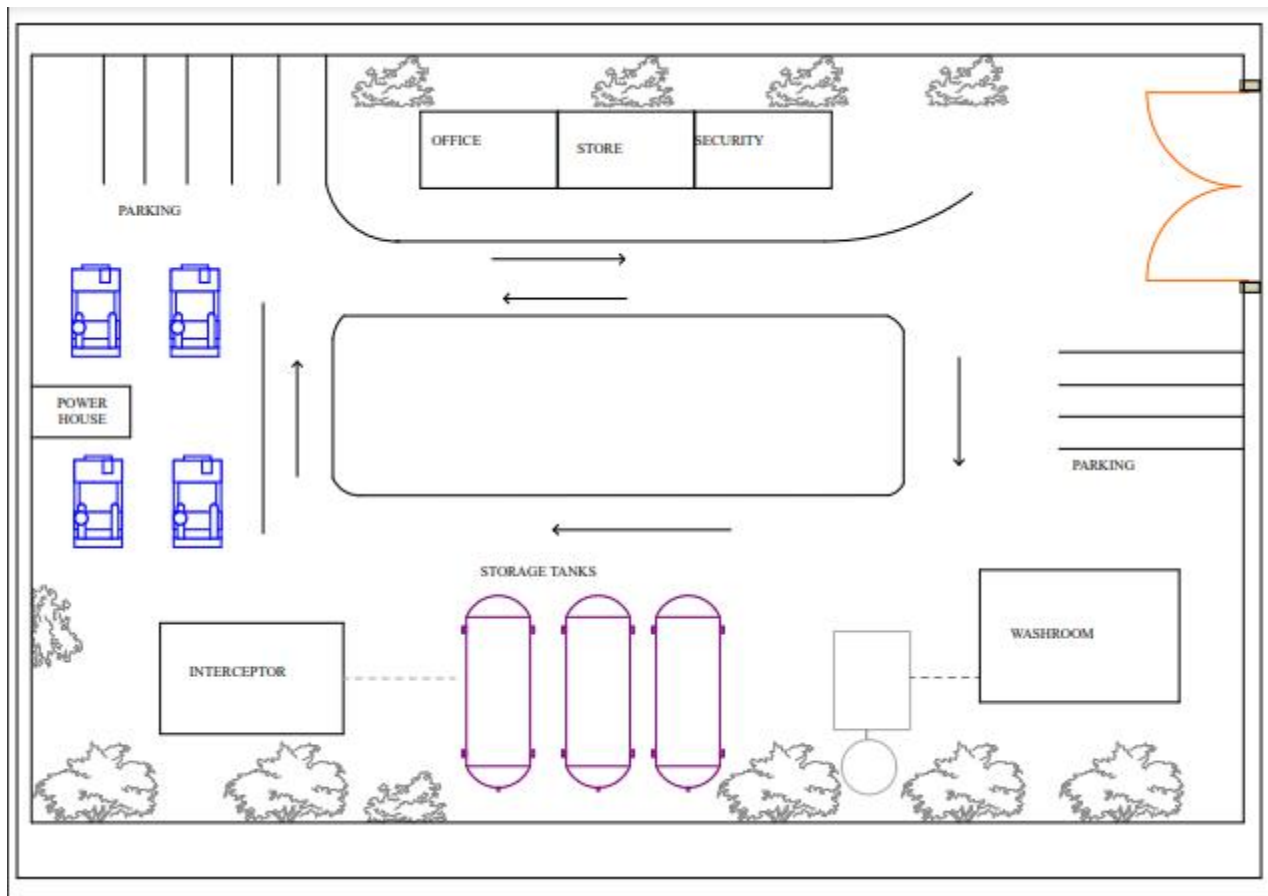 OFFICE
STORE
SECURITY
PARKING
POWER
HOUSE
PARKING
STORAGE TANKS
WASHROOM
INTERCEPTOR